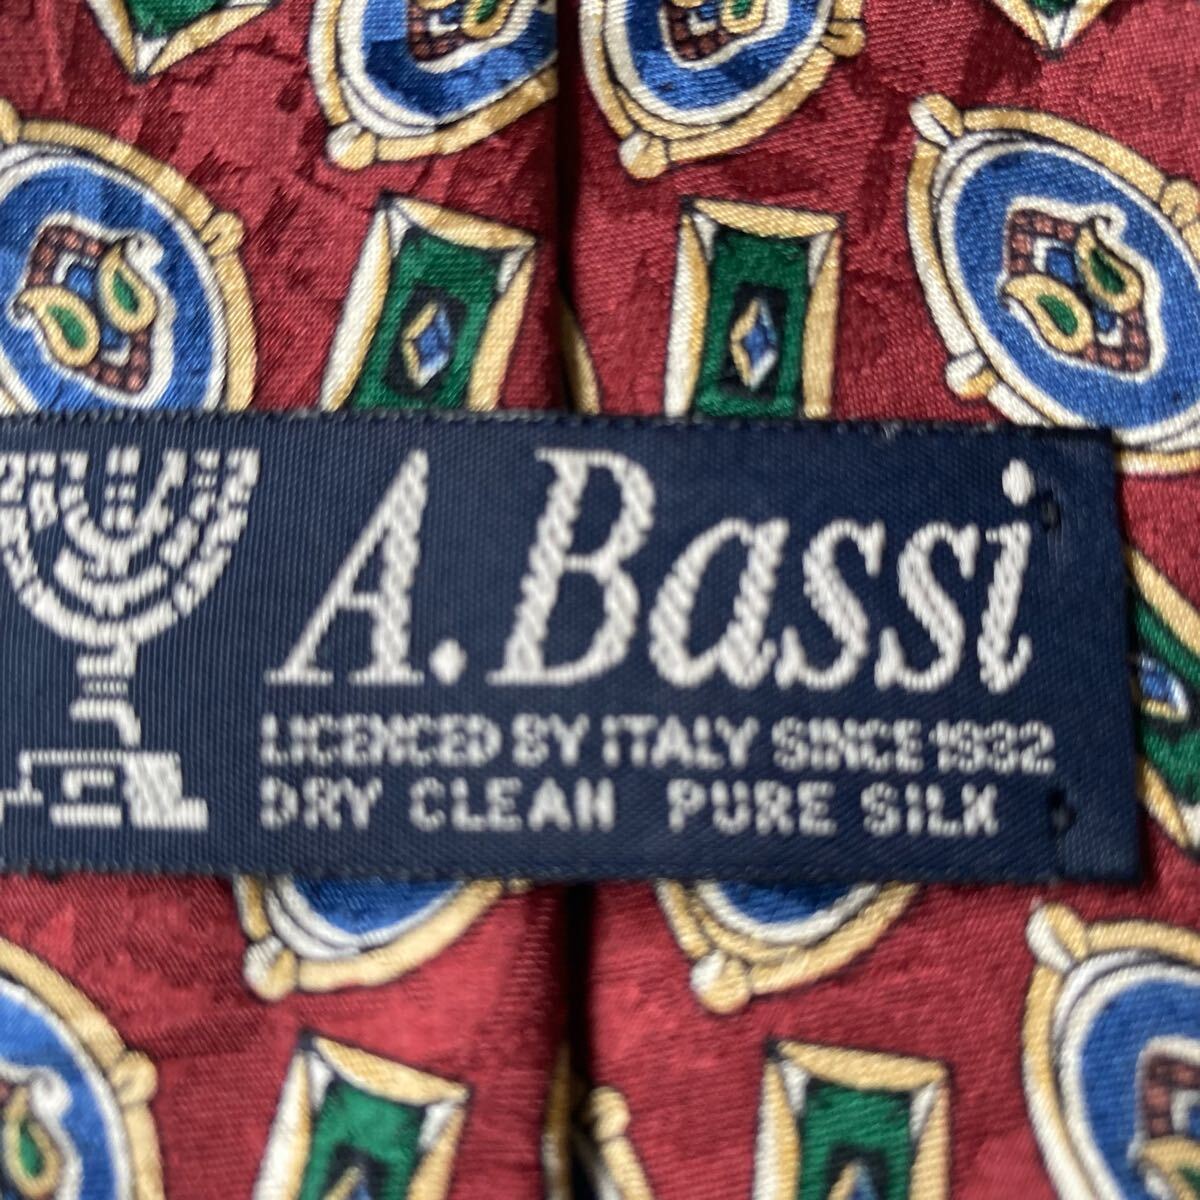 A. Bassi
LICENCED BY ITALY SINCE 1932
DRY CLEAN PURE SILK